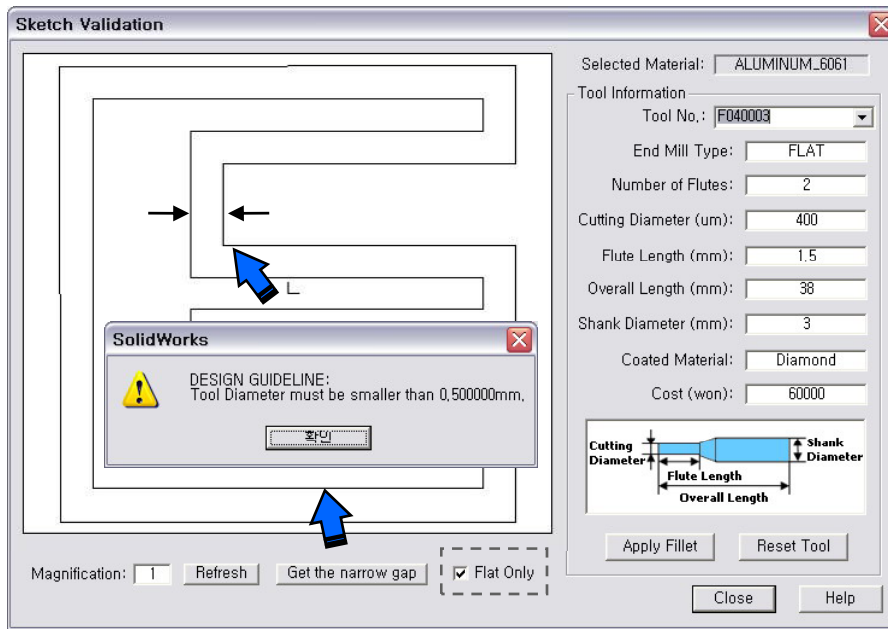 Sketch Validation
Selected Material: ALUMINUM_6061
Tool Information
Tool No,: F040003
End Mill Type: FLAT
Number of Flutes: 2
Cutting Diameter (um): 400
Flute Length (mm): 1.5
Overall Length (mm): 38
Shank Diameter (mm): 3
Coated Material: Diamond
Cost (won): 60000
SolidWorks
DESIGN GUIDELINE:
Tool Diameter must be smaller than 0,500000mm,
확인
Cutting Diameter
Shank Diameter
Flute Length
Overall Length
Apply Fillet Reset Tool
Magnification: 1 Refresh Get the narrow gap Flat Only
Close Help